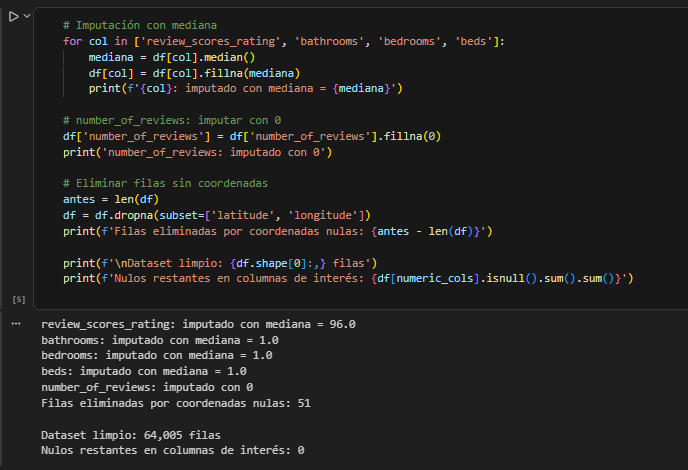 # Imputación con mediana
for col in ['review_scores_rating', 'bathrooms', 'bedrooms', 'beds']:
    mediana = df[col].median()
    df[col] = df[col].fillna(mediana)
    print(f'{col}: imputado con mediana = {mediana}')

# number_of_reviews: imputar con 0
df['number_of_reviews'] = df['number_of_reviews'].fillna(0)
print('number_of_reviews: imputado con 0')

# Eliminar filas sin coordenadas
antes = len(df)
df = df.dropna(subset=['latitude', 'longitude'])
print(f'Filas eliminadas por coordenadas nulas: {antes - len(df)}')

print(f'\nDataset limpio: {df.shape[0]:,} filas')
print(f'Nulos restantes en columnas de interés: {df[numeric_cols].isnull().sum().sum()}')
[5]
...
review_scores_rating: imputado con mediana = 96.0
bathrooms: imputado con mediana = 1.0
bedrooms: imputado con mediana = 1.0
beds: imputado con mediana = 1.0
number_of_reviews: imputado con 0
Filas eliminadas por coordenadas nulas: 51

Dataset limpio: 64,005 filas
Nulos restantes en columnas de interés: 0